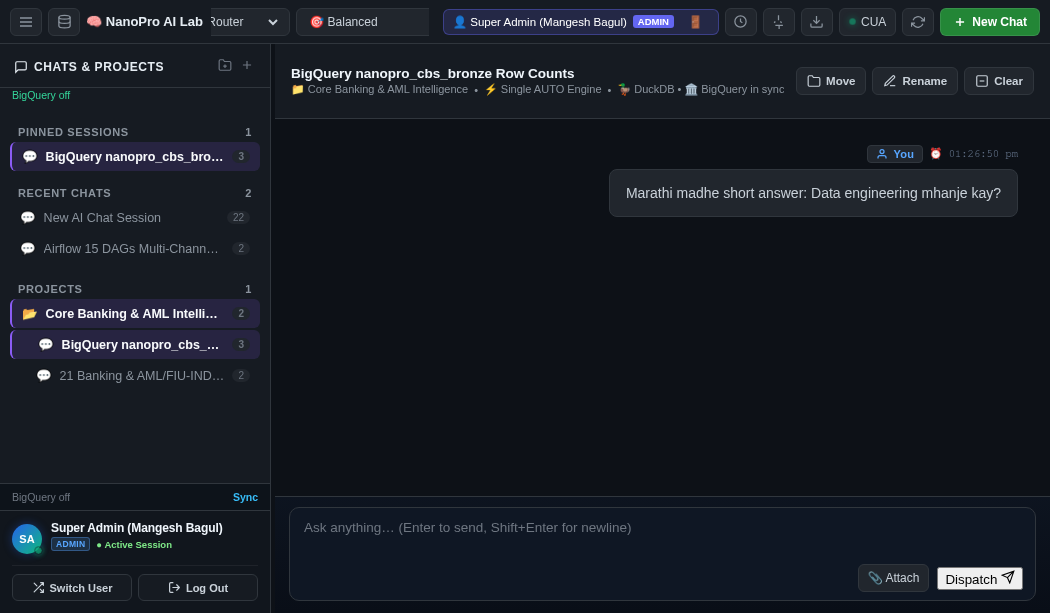 🧠 NanoPro AI Lab
Router
🎯 Balanced
👤 Super Admin (Mangesh Bagul) ADMIN 🚪
CUA
+ New Chat
CHATS & PROJECTS
BigQuery off
PINNED SESSIONS 1
💬 BigQuery nanopro_cbs_bro… 3
RECENT CHATS 2
💬 New AI Chat Session 22
💬 Airflow 15 DAGs Multi-Chann… 2
PROJECTS 1
📂 Core Banking & AML Intelli… 2
💬 BigQuery nanopro_cbs_… 3
💬 21 Banking & AML/FIU-IND… 2
BigQuery off Sync
SA
Super Admin (Mangesh Bagul)
ADMIN ● Active Session
Switch User
Log Out
BigQuery nanopro_cbs_bronze Row Counts
📁 Core Banking & AML Intelligence • ⚡ Single AUTO Engine • 🦆 DuckDB • 🏛️ BigQuery in sync
Move
Rename
Clear
You ⏰ 01:26:50 pm
Marathi madhe short answer: Data engineering mhanje kay?
Ask anything… (Enter to send, Shift+Enter for newline)
📎 Attach
Dispatch